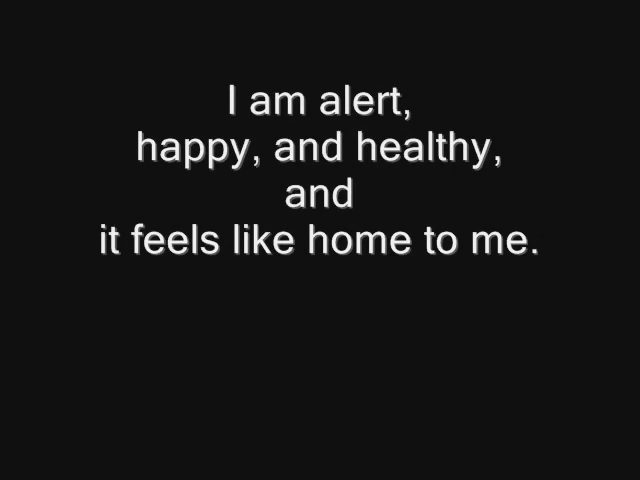 I am alert,
happy, and healthy,
and
it feels like home to me.